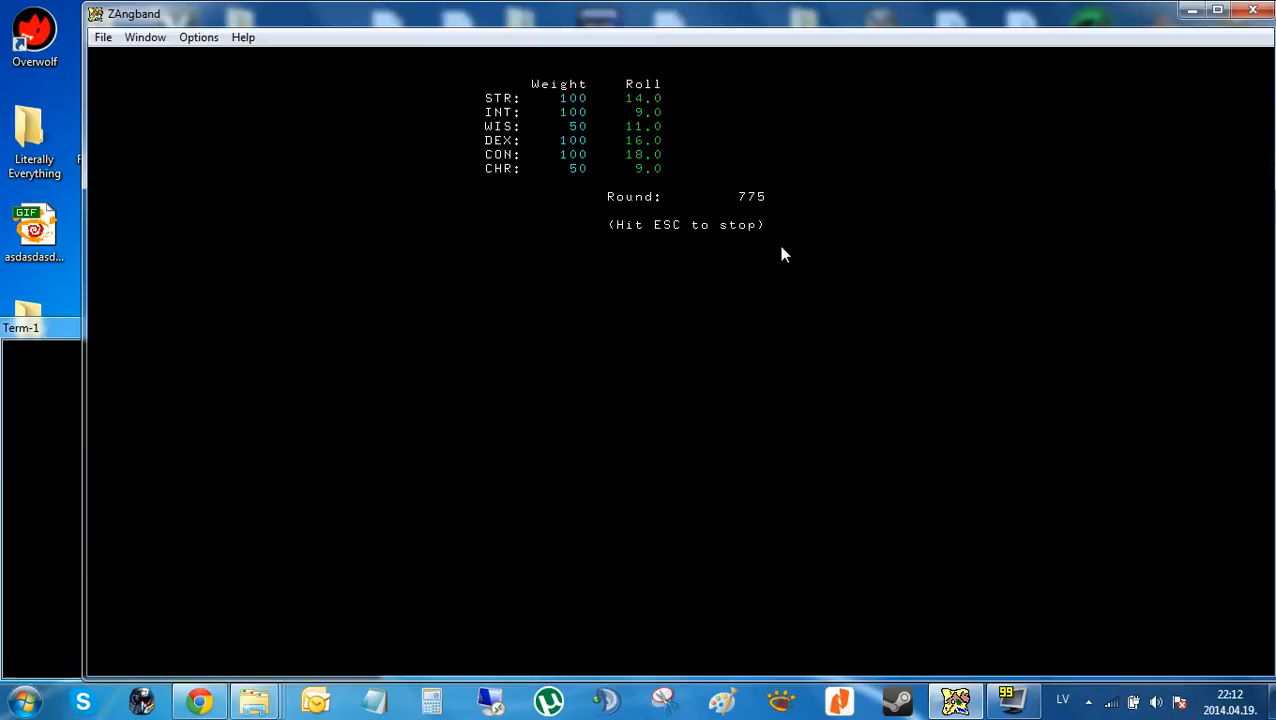 Overwolf
Literally
Everything
GIF
asdasdasd...
Term-1
ZAngband
File Window Options Help
Weight Roll
STR: 100 14.0
INT: 100 9.0
WIS: 50 11.0
DEX: 100 16.0
CON: 100 18.0
CHR: 50 9.0
Round: 775
(Hit ESC to stop)
99
LV
22:12
2014.04.19.